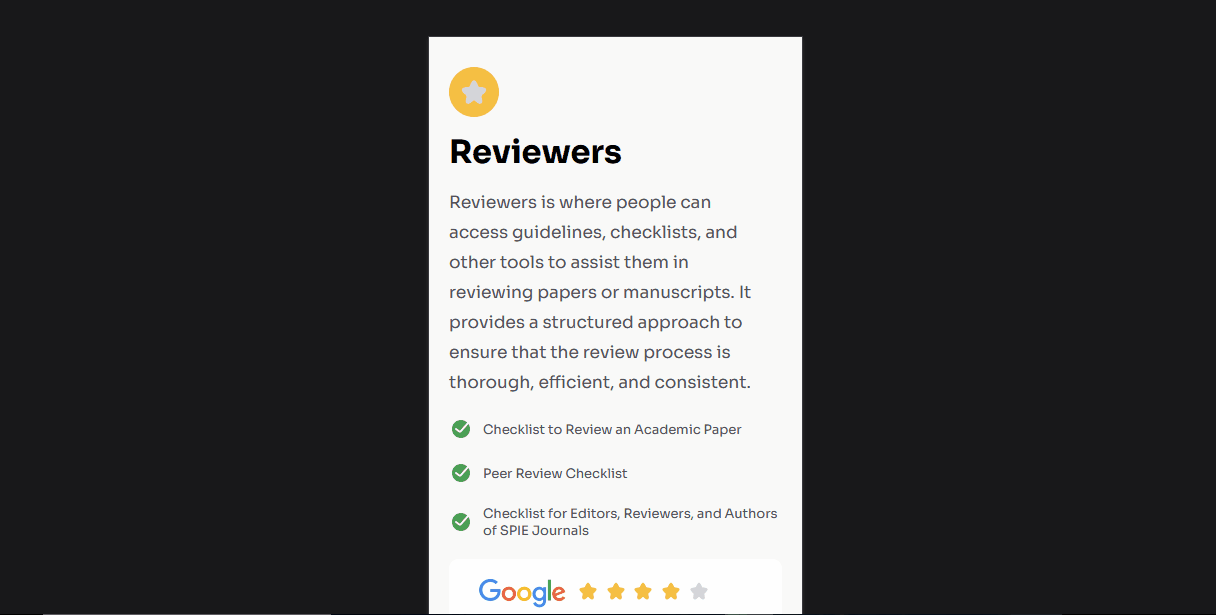 Reviewers
Reviewers is where people can
access guidelines, checklists, and
other tools to assist them in
reviewing papers or manuscripts. It
provides a structured approach to
ensure that the review process is
thorough, efficient, and consistent.
Checklist to Review an Academic Paper
Peer Review Checklist
Checklist for Editors, Reviewers, and Authors
of SPIE Journals
Google